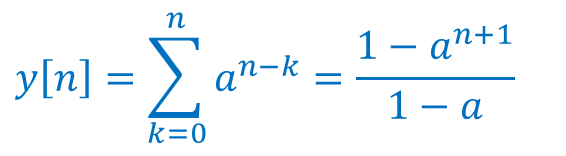 y[n] = \sum_{k=0}^{n} a^{n-k} = \frac{1 - a^{n+1}}{1 - a}